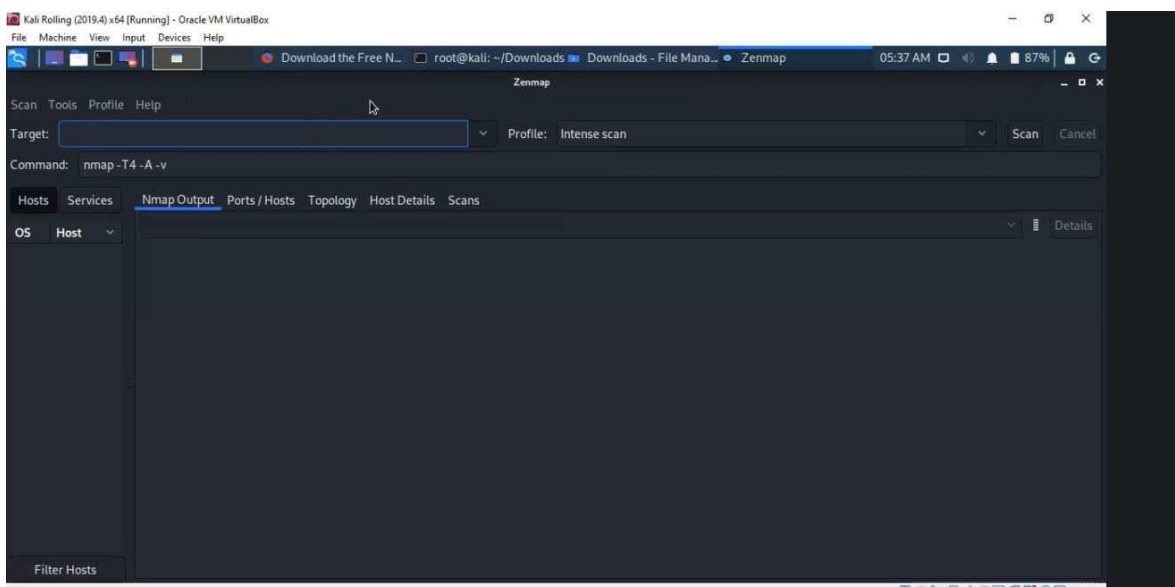 Kali Rolling (2019.4) x64 [Running] - Oracle VM VirtualBox
File Machine View Input Devices Help
Download the Free N... root@kali: ~/Downloads Downloads - File Mana... Zenmap 05:37 AM 87%
Zenmap
Scan Tools Profile Help
Target: Profile: Intense scan Scan Cancel
Command: nmap -T4 -A -v
Hosts Services Nmap Output Ports / Hosts Topology Host Details Scans
OS Host Details
Filter Hosts